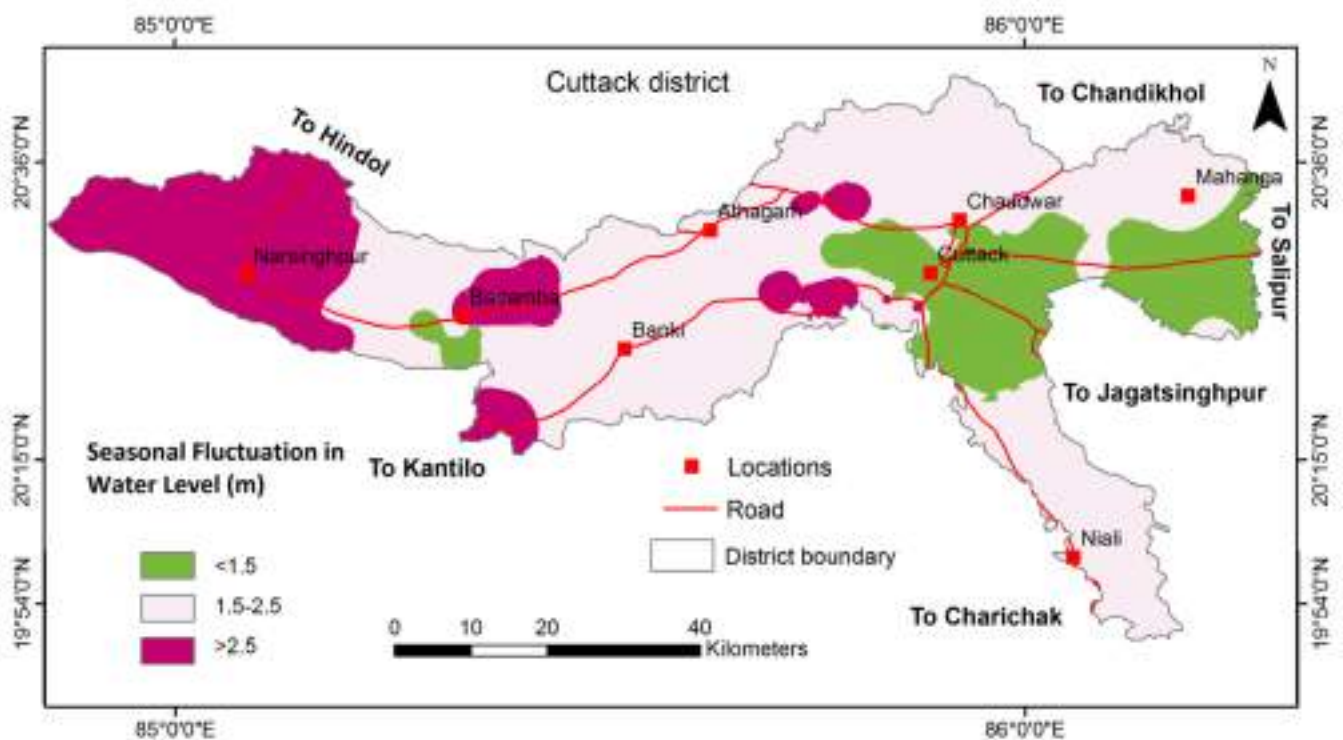 85°0'0"E
86°0'0"E
Cuttack district
N
To Chandikhol
To Hindol
20°36'0"N
20°36'0"N
Mahanga
Athagarh
Chaudwar
To Salipur
Narsinghpur
Cuttack
Badamba
Banki
To Jagatsinghpur
Seasonal Fluctuation in
Water Level (m)
To Kantilo
20°15'0"N
20°15'0"N
Locations
Road
District boundary
Niali
<1.5
1.5-2.5
>2.5
19°54'0"N
19°54'0"N
To Charichak
0 10 20 40
Kilometers
85°0'0"E
86°0'0"E